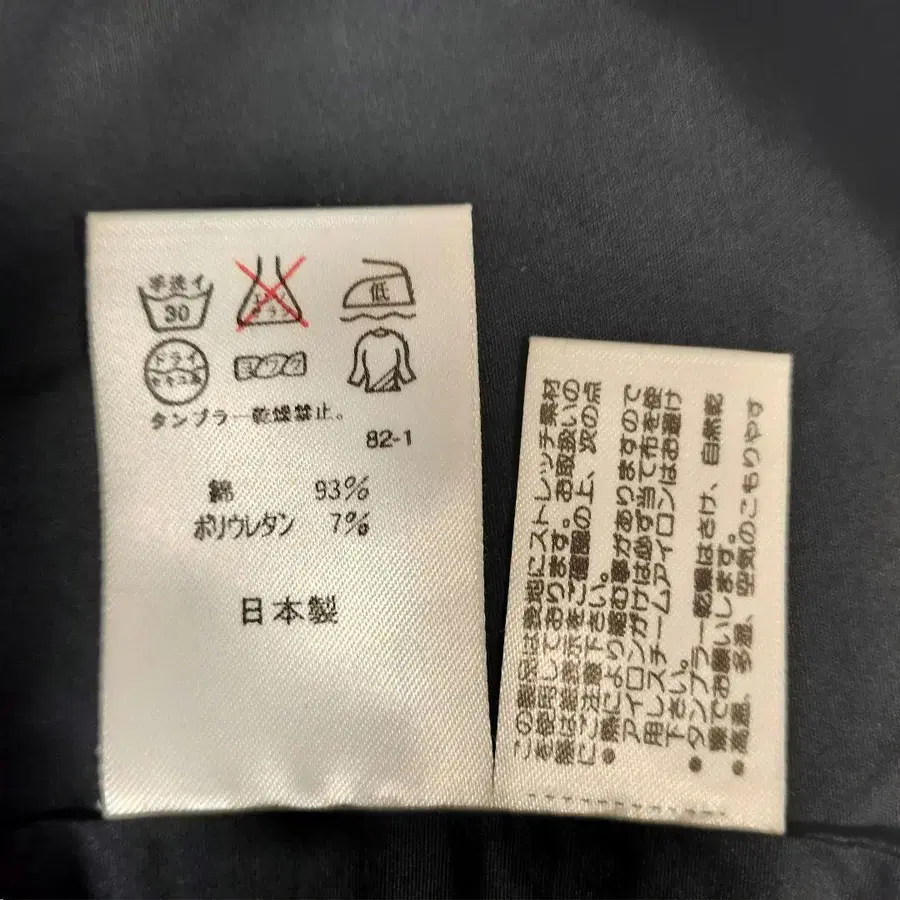 手洗イ
30
エンソ
サラシ
低
ドライ
セキユ系
タンブラー乾燥禁止。
82-1
綿 93%
ポリウレタン 7%
日本製
この商品は表地にストレッチ素材
を使用しております。お取扱いの
際は絵表示をご確認の上、次の点
にご注意下さい。
●熱により縮む事がありますので
アイロンがけは必ず当て布を使
用しスチームアイロンはお避け
下さい。
●タンブラー乾燥はさけ、自然乾
燥でお願いします。
●高温、多湿、空気のこもりやす